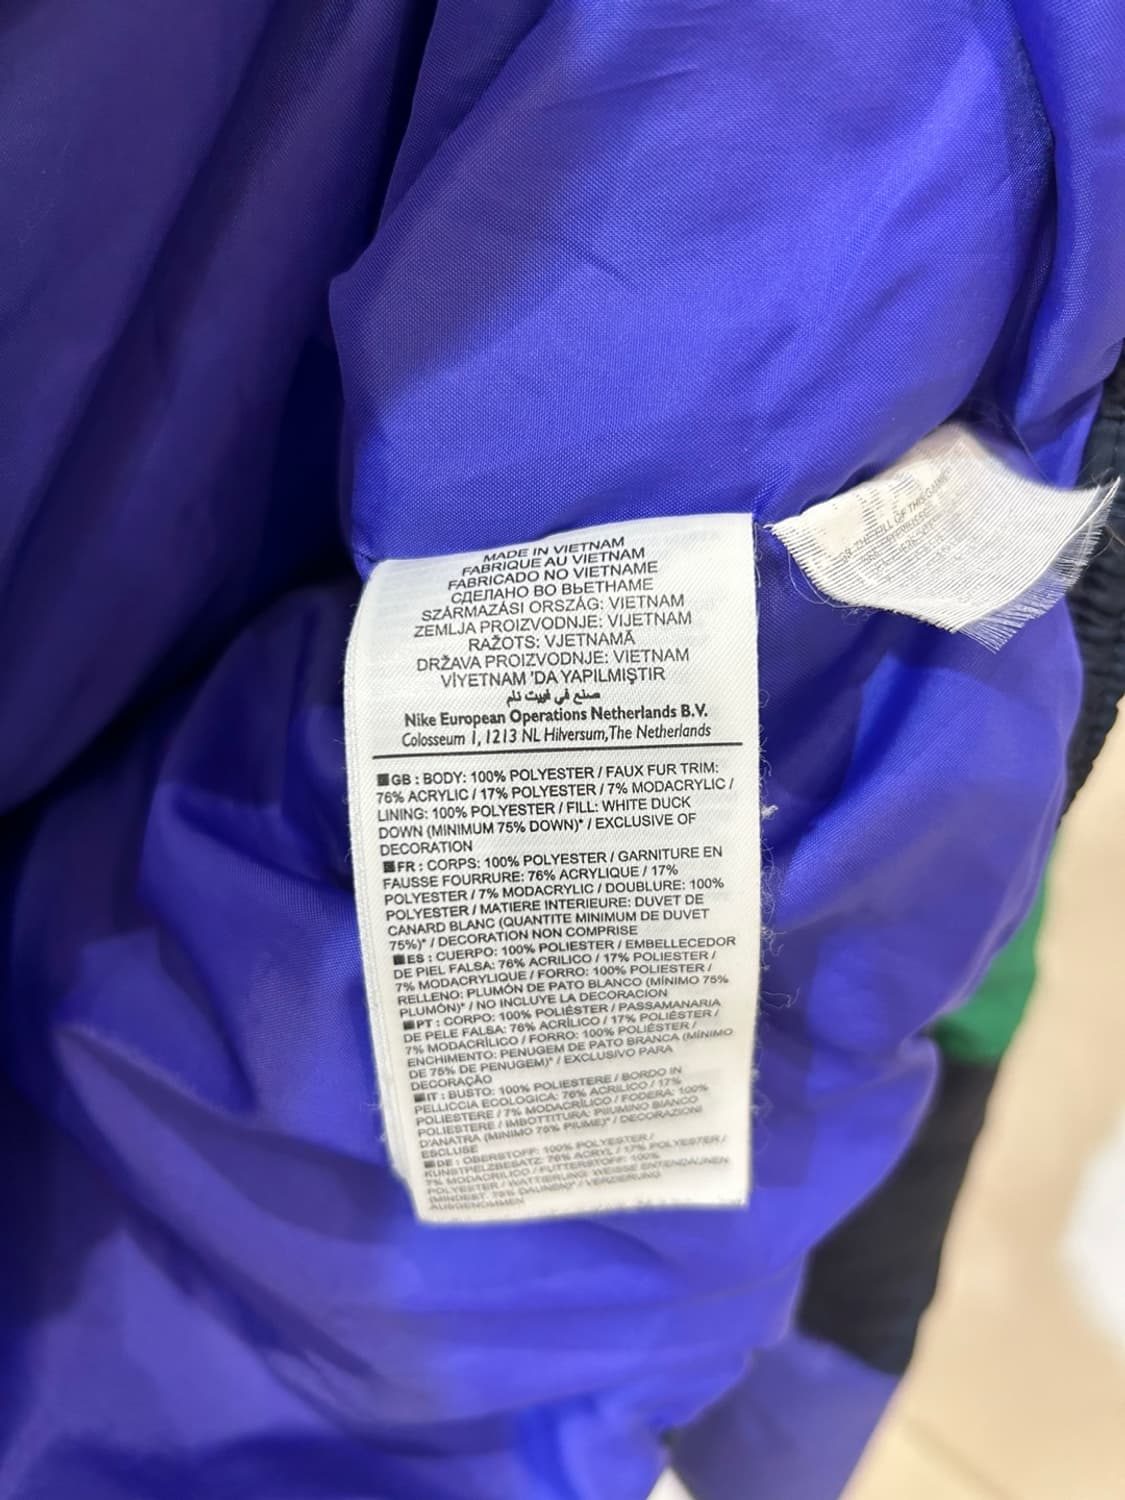 MADE IN VIETNAM
FABRIQUE AU VIETNAM
FABRICADO NO VIETNAME
СДЕЛАНО ВО ВЬЕТНАМЕ
SZÁRMAZÁSI ORSZÁG: VIETNAM
ZEMLJA PROIZVODNJE: VIJETNAM
RAŽOTS: VJETNAMĀ
DRŽAVA PROIZVODNJE: VIETNAM
VİYETNAM 'DA YAPILMIŞTIR
صنع في فييت نام
Nike European Operations Netherlands B.V.
Colosseum 1, 1213 NL Hilversum,The Netherlands
GB : BODY: 100% POLYESTER / FAUX FUR TRIM:
76% ACRYLIC / 17% POLYESTER / 7% MODACRYLIC /
LINING: 100% POLYESTER / FILL: WHITE DUCK
DOWN (MINIMUM 75% DOWN)* / EXCLUSIVE OF
DECORATION
FR : CORPS: 100% POLYESTER / GARNITURE EN
FAUSSE FOURRURE: 76% ACRYLIQUE / 17%
POLYESTER / 7% MODACRYLIC / DOUBLURE: 100%
POLYESTER / MATIERE INTERIEURE: DUVET DE
CANARD BLANC (QUANTITE MINIMUM DE DUVET
75%)* / DECORATION NON COMPRISE
ES : CUERPO: 100% POLIESTER / EMBELLECEDOR
DE PIEL FALSA: 76% ACRILICO / 17% POLIESTER /
7% MODACRYLIQUE / FORRO: 100% POLIESTER /
RELLENO: PLUMÓN DE PATO BLANCO (MÍNIMO 75%
PLUMÓN)* / NO INCLUYE LA DECORACION
PT : CORPO: 100% POLIÉSTER / PASSAMANARIA
DE PELE FALSA: 76% ACRÍLICO / 17% POLIÉSTER /
7% MODACRÍLICO / FORRO: 100% POLIÉSTER /
ENCHIMENTO: PENUGEM DE PATO BRANCA (MÍNIMO
DE 75% DE PENUGEM)* / EXCLUSIVO PARA
DECORAÇÃO
IT : BUSTO: 100% POLIESTERE / BORDO IN
PELLICCIA ECOLOGICA: 76% ACRILICO / 17%
POLIESTERE / 7% MODACRÍLICO / FODERA: 100%
POLIESTERE / IMBOTTITURA: PIIUMINO BIANCO
D'ANATRA (MINIMO 75% PIUME)* / DECORAZIONI
ESCLUSE
DE : OBERSTOFF: 100% POLYESTER /
KUNSTPELZBESATZ: 76% ACRYL / 17% POLYESTER /
7% MODACRILICO / FUTTERSTOFF: 100%
POLYESTER / WATTIERUNG: WEISSE ENTENDAUNEN
(MINDEST. 75% DAUNEN)* / VERZIERUNG
AUSGENOMMEN
FILL OF THIS